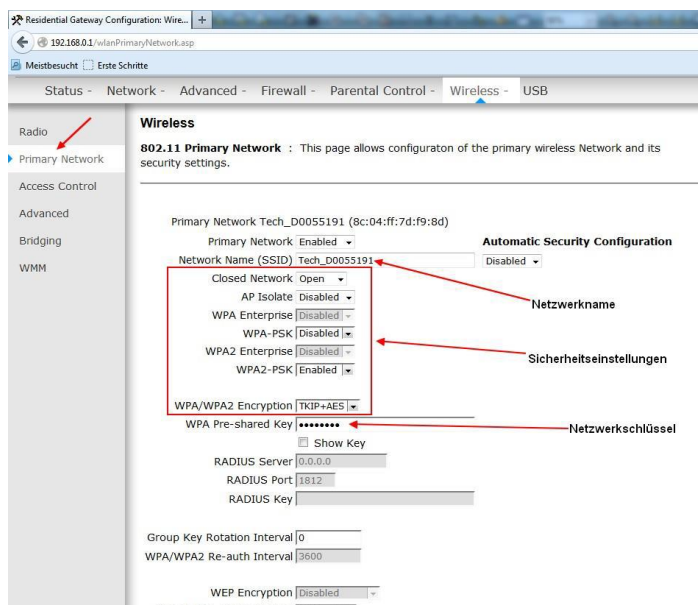 Residential Gateway Configuration: Wire...
192.168.0.1/wlanPrimaryNetwork.asp
Meistbesucht Erste Schritte
Status - Network - Advanced - Firewall - Parental Control - Wireless - USB
Radio
Primary Network
Access Control
Advanced
Bridging
WMM
Wireless
802.11 Primary Network : This page allows configuraton of the primary wireless Network and its
security settings.
Primary Network Tech_D0055191 (8c:04:ff:7d:f9:8d)
Primary Network Enabled
Automatic Security Configuration
Network Name (SSID) Tech_D0055191
Disabled
Closed Network Open
AP Isolate Disabled
Netzwerkname
WPA Enterprise Disabled
WPA-PSK Disabled
WPA2 Enterprise Disabled
Sicherheitseinstellungen
WPA2-PSK Enabled
WPA/WPA2 Encryption TKIP+AES
WPA Pre-shared Key ••••••••
Netzwerkschlüssel
Show Key
RADIUS Server 0.0.0.0
RADIUS Port 1812
RADIUS Key
Group Key Rotation Interval 0
WPA/WPA2 Re-auth Interval 3600
WEP Encryption Disabled